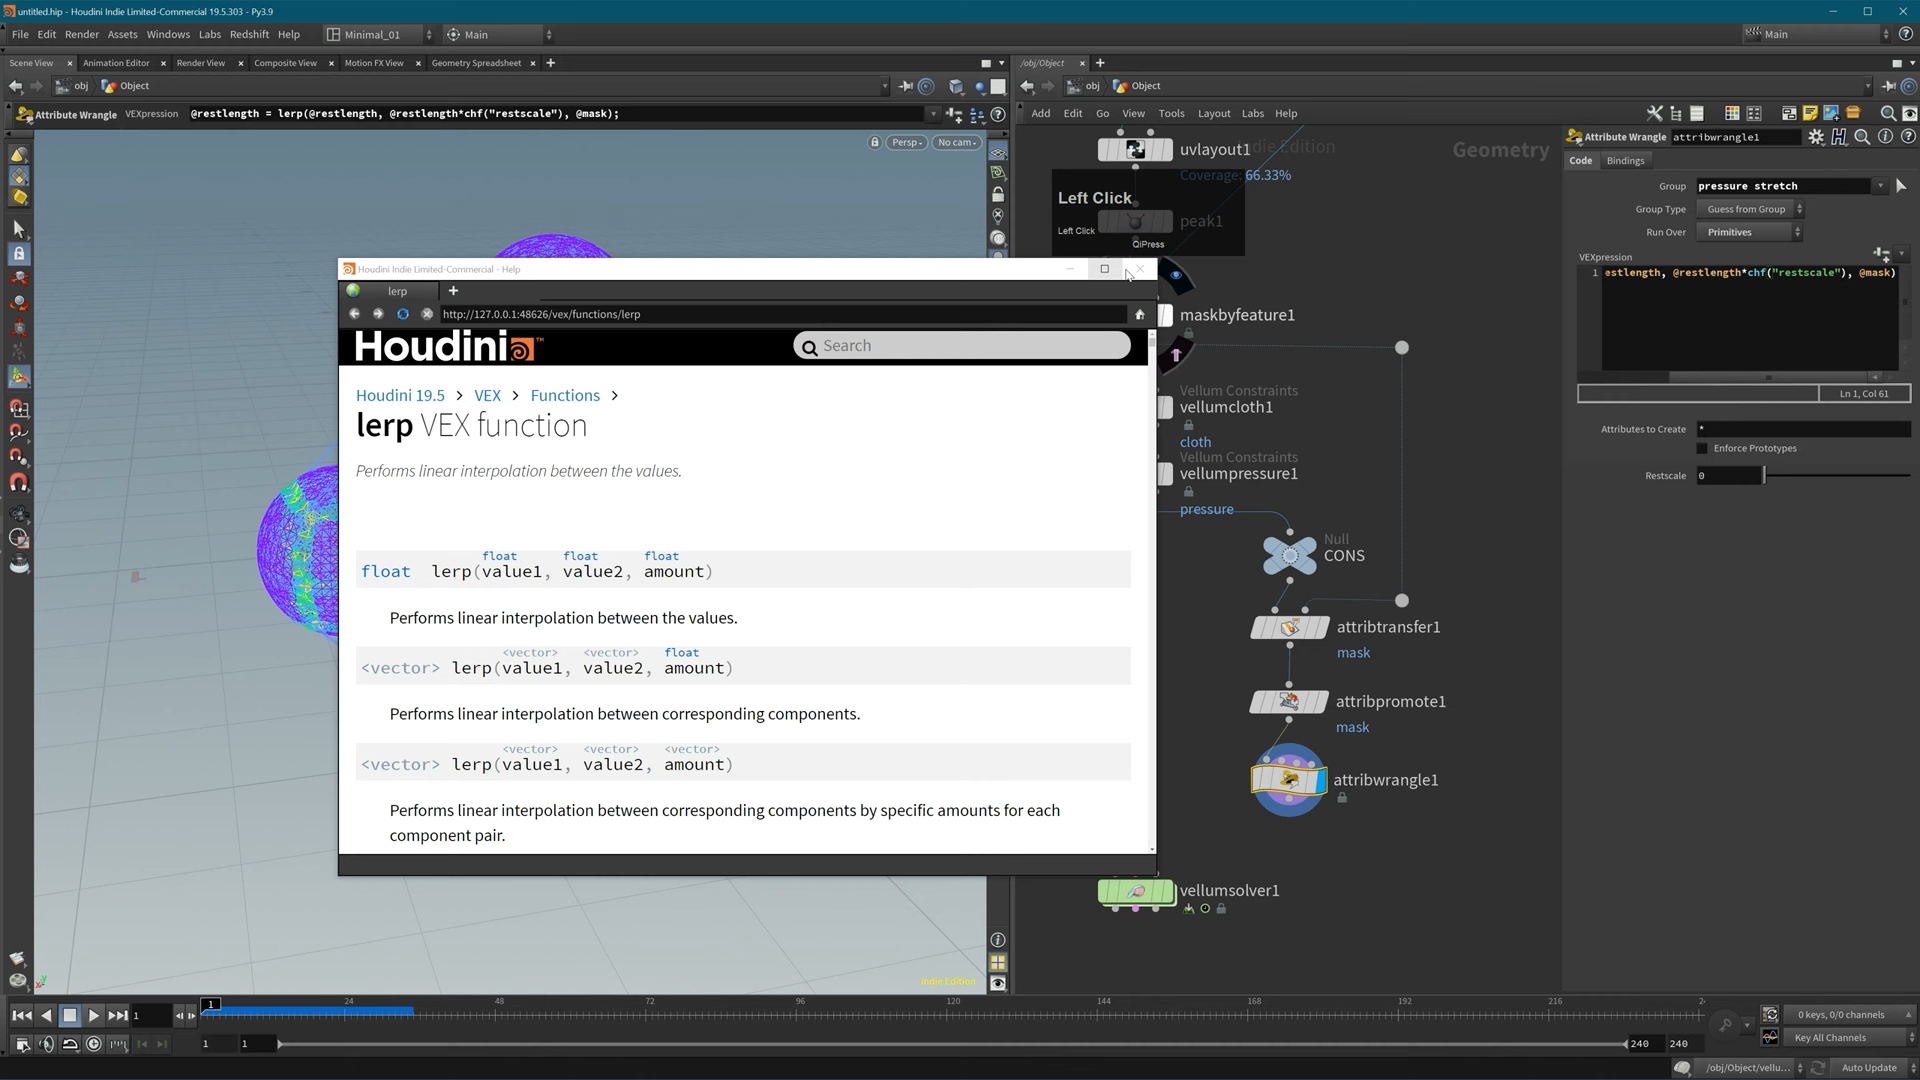 untitled.hip - Houdini Indie Limited-Commercial 19.5.303 - Py3.9
File Edit Render Assets Windows Labs Redshift Help Minimal_01 Main Main
Scene View Animation Editor Render View Composite View Motion FX View Geometry Spreadsheet /obj/Object
obj Object obj Object
Attribute Wrangle VEXpression @restlength = lerp(@restlength, @restlength*chf("restscale"), @mask);
Add Edit Go View Tools Layout Labs Help
Persp No cam
Geometry
uvlayout1
Coverage: 66.33%
Left Click
Left Click
peak1
QIPress
maskbyfeature1
Vellum Constraints
vellumcloth1
cloth
Vellum Constraints
vellumpressure1
pressure
Null
CONS
attribtransfer1
mask
attribpromote1
mask
attribwrangle1
vellumsolver1
Attribute Wrangle attribwrangle1
Code Bindings
Group pressure stretch
Group Type Guess from Group
Run Over Primitives
VEXpression
1 estlength, @restlength*chf("restscale"), @mask)
Ln 1, Col 61
Attributes to Create *
Enforce Prototypes
Restscale 0
Houdini Indie Limited-Commercial - Help
lerp
http://127.0.0.1:48626/vex/functions/lerp
Houdini Search
Houdini 19.5 > VEX > Functions >
lerp VEX function
Performs linear interpolation between the values.
float float float
float lerp(value1, value2, amount)
Performs linear interpolation between the values.
<vector> <vector> float
<vector> lerp(value1, value2, amount)
Performs linear interpolation between corresponding components.
<vector> <vector> <vector>
<vector> lerp(value1, value2, amount)
Performs linear interpolation between corresponding components by specific amounts for each
component pair.
Indie Edition
1 24 48 72 96 120 144 168 192 216
1
1 1 240 240
0 keys, 0/0 channels
Key All Channels
/obj/Object/vellu... Auto Update